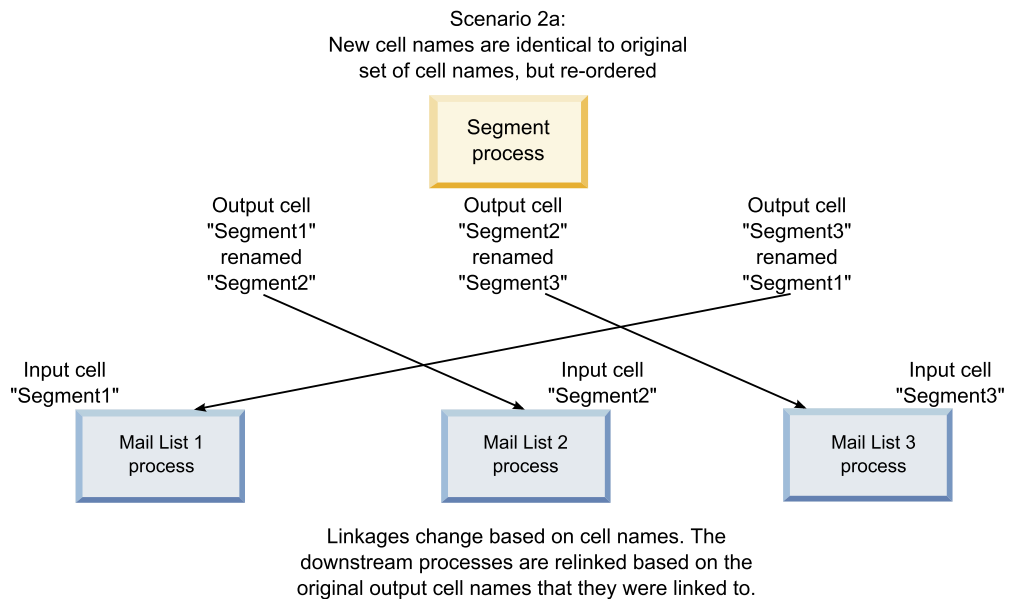 Scenario 2a:
New cell names are identical to original
set of cell names, but re-ordered
Segment
process
Output cell
"Segment1"
renamed
"Segment2"
Output cell
"Segment2"
renamed
"Segment3"
Output cell
"Segment3"
renamed
"Segment1"
Input cell
"Segment1"
Mail List 1
process
Input cell
"Segment2"
Mail List 2
process
Input cell
"Segment3"
Mail List 3
process
Linkages change based on cell names. The
downstream processes are relinked based on the
original output cell names that they were linked to.